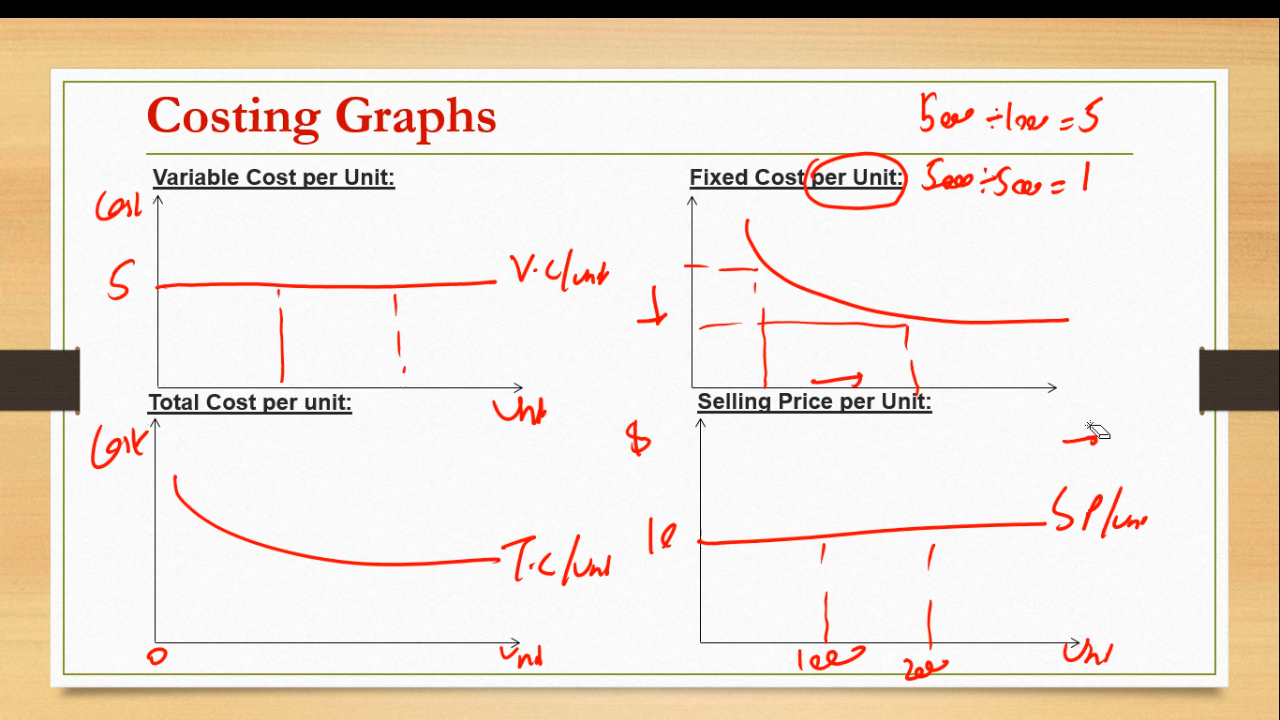 Costing Graphs
5000 ÷ 1000 = 5
Variable Cost per Unit:
Fixed Cost per Unit:
5000 ÷ 5000 = 1
Cost
5
V.C/unit
Total Cost per unit:
Unit
Selling Price per Unit:
Cost
$
T.C/Unit
10
SP/unit
0
Unit
1000
2000
Unit